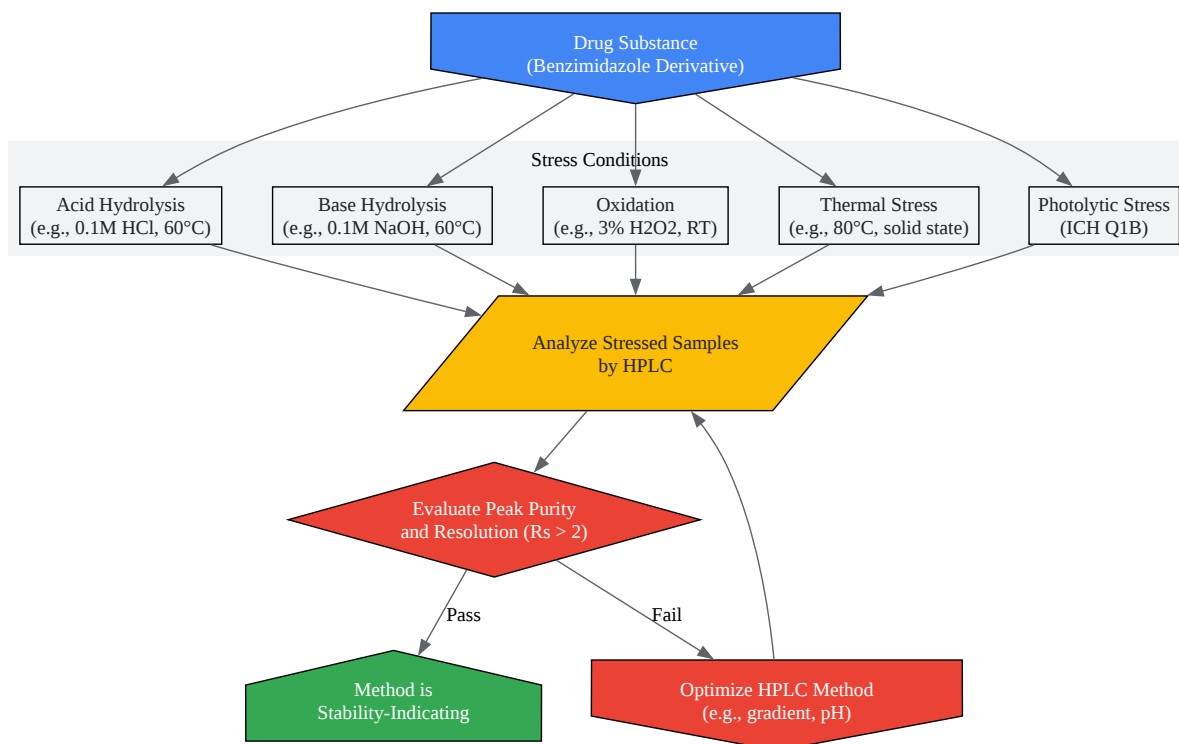 Drug Substance
(Benzimidazole Derivative)
Stress Conditions
Acid Hydrolysis
(e.g., 0.1M HCl, 60°C)
Base Hydrolysis
(e.g., 0.1M NaOH, 60°C)
Oxidation
(e.g., 3% H2O2, RT)
Thermal Stress
(e.g., 80°C, solid state)
Photolytic Stress
(ICH Q1B)
Analyze Stressed Samples
by HPLC
Evaluate Peak Purity
and Resolution (Rs > 2)
Pass
Fail
Method is
Stability-Indicating
Optimize HPLC Method
(e.g., gradient, pH)